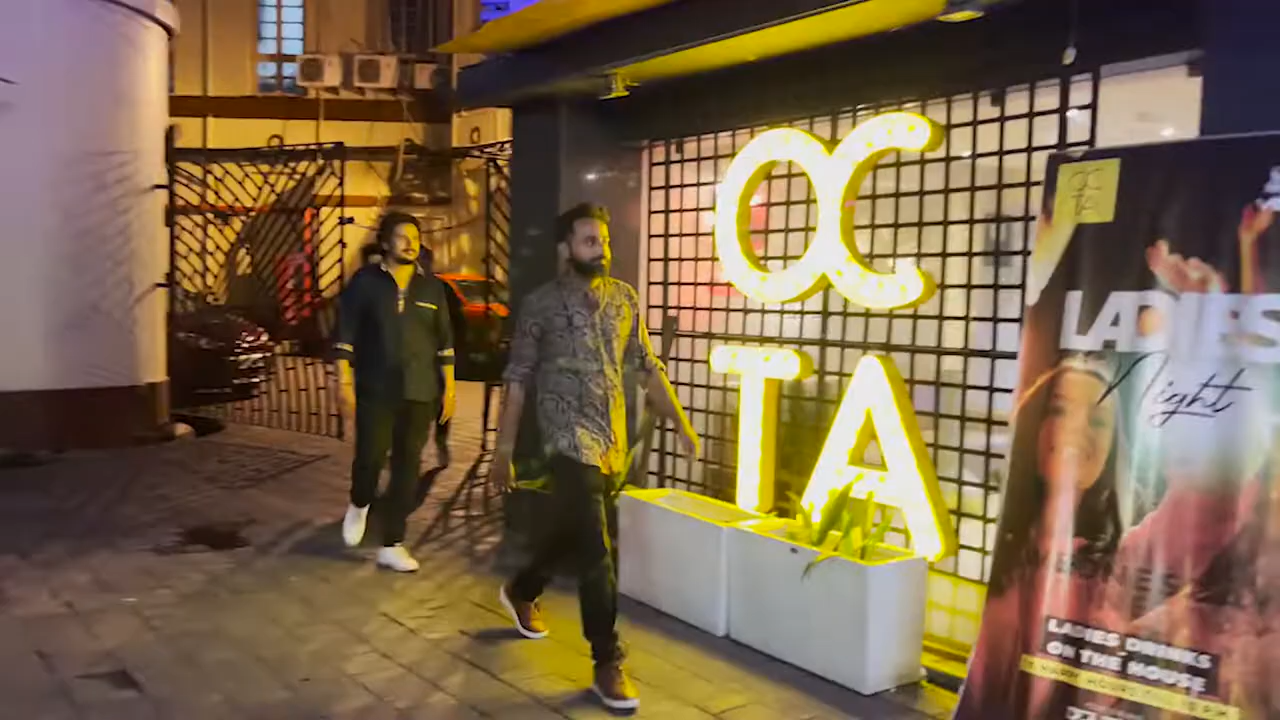 OC
TA
OC
TA
LADIES
Night
LADIES DRINKS
ON THE HOUSE